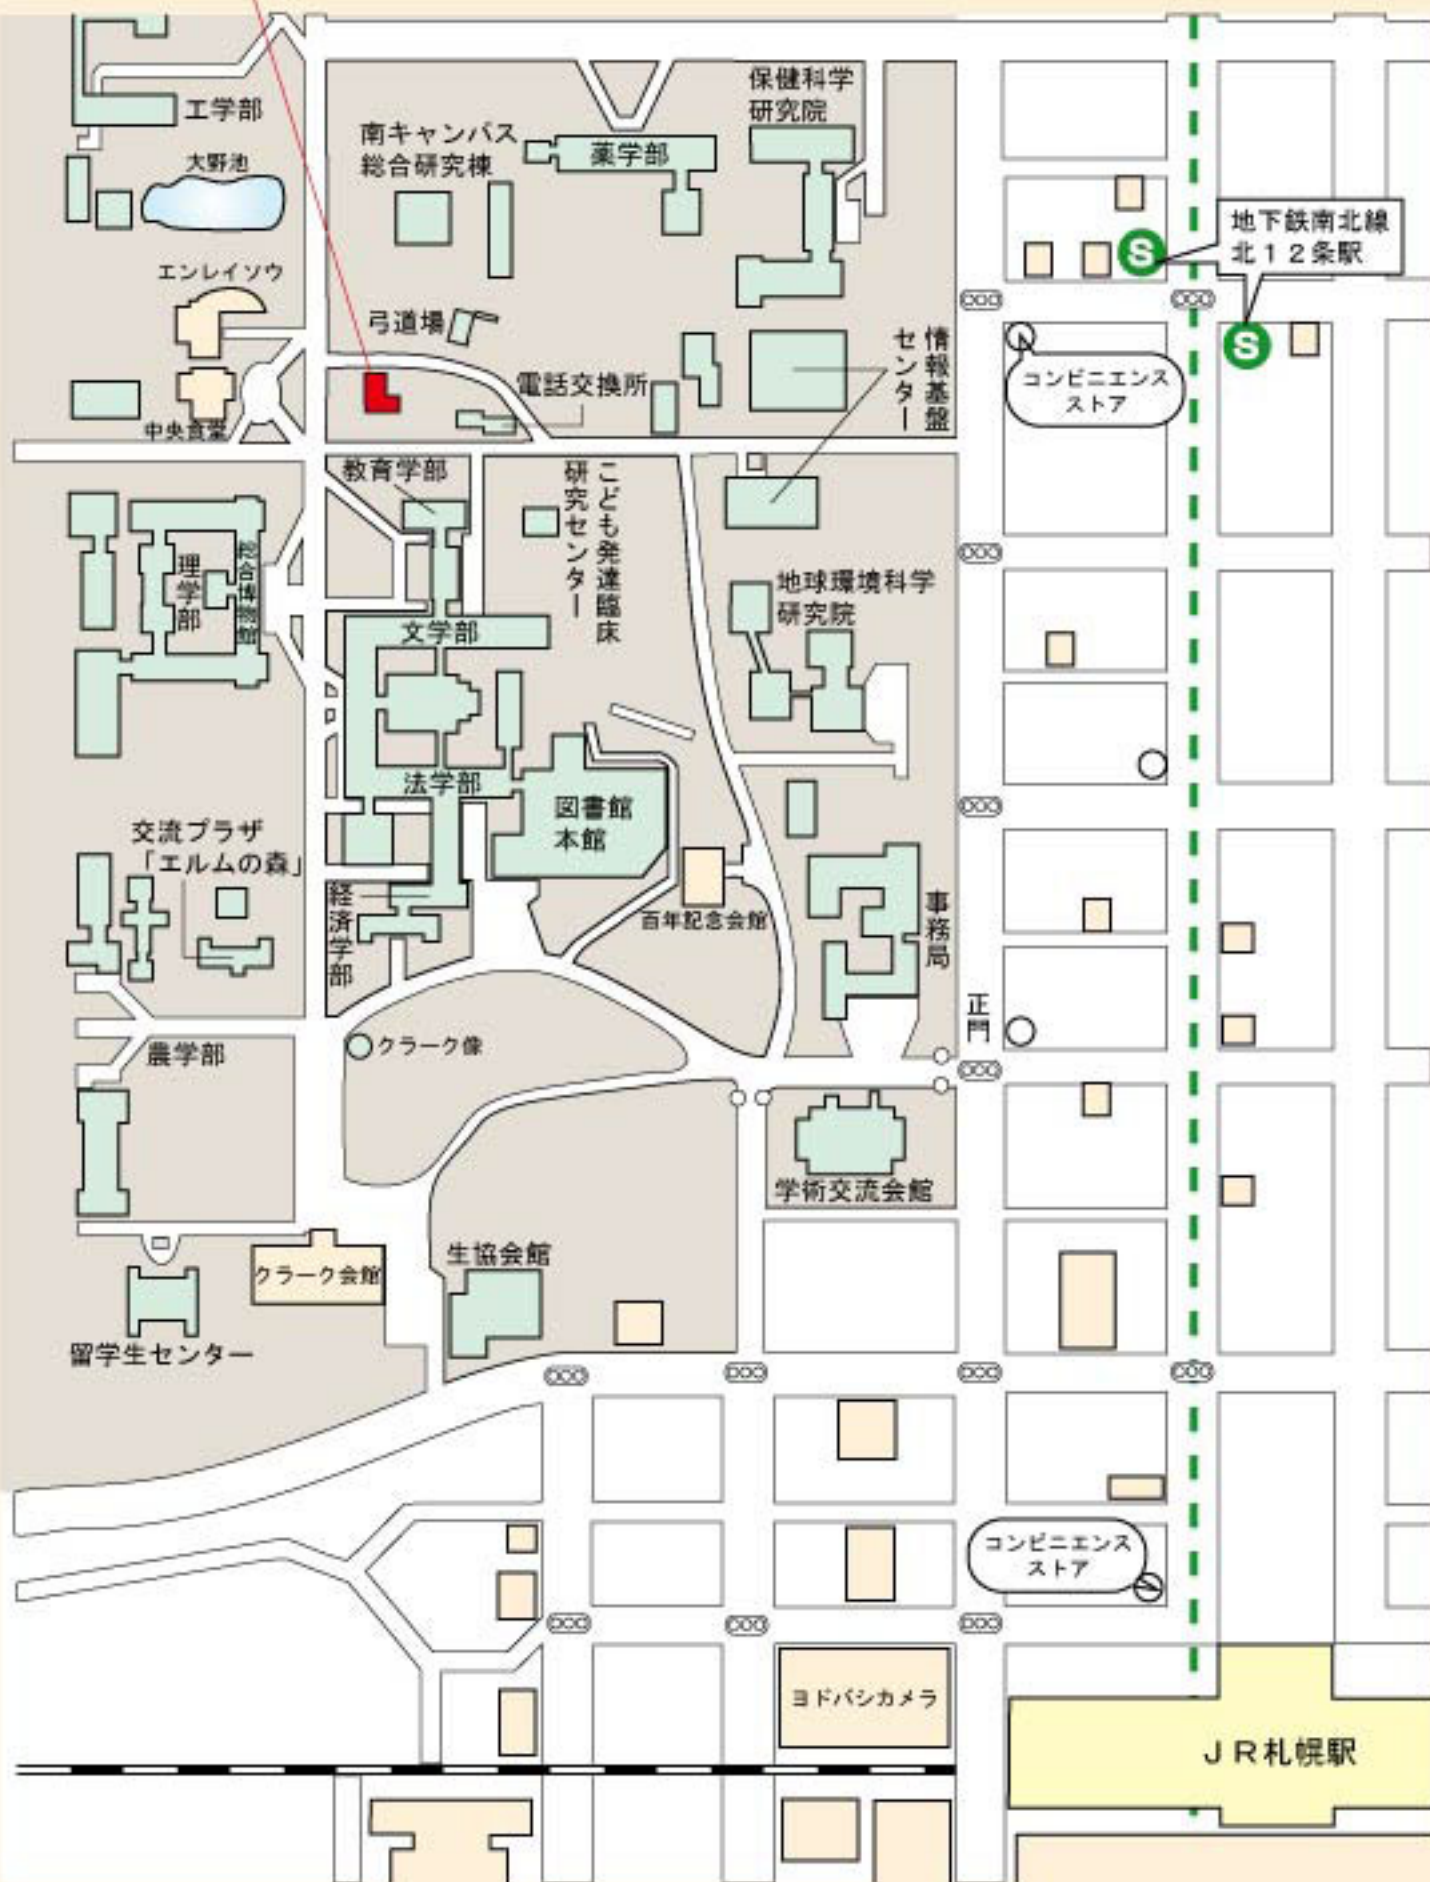 保健科学
研究院
工学部
南キャンパス
総合研究棟
薬学部
大野池
地下鉄南北線
北１２条駅
S
エンレイソウ
弓道場
S
情報基盤
センター
コンビニエンス
ストア
電話交換所
中央食堂
教育学部
こども発達臨床
研究センター
理学部
総合博物館
地球環境科学
研究院
文学部
法学部
図書館
本館
交流プラザ
「エルムの森」
経済学部
百年記念会館
事務局
正門
クラーク像
農学部
学術交流会館
生協会館
クラーク会館
留学生センター
コンビニエンス
ストア
ヨドバシカメラ
ＪＲ札幌駅